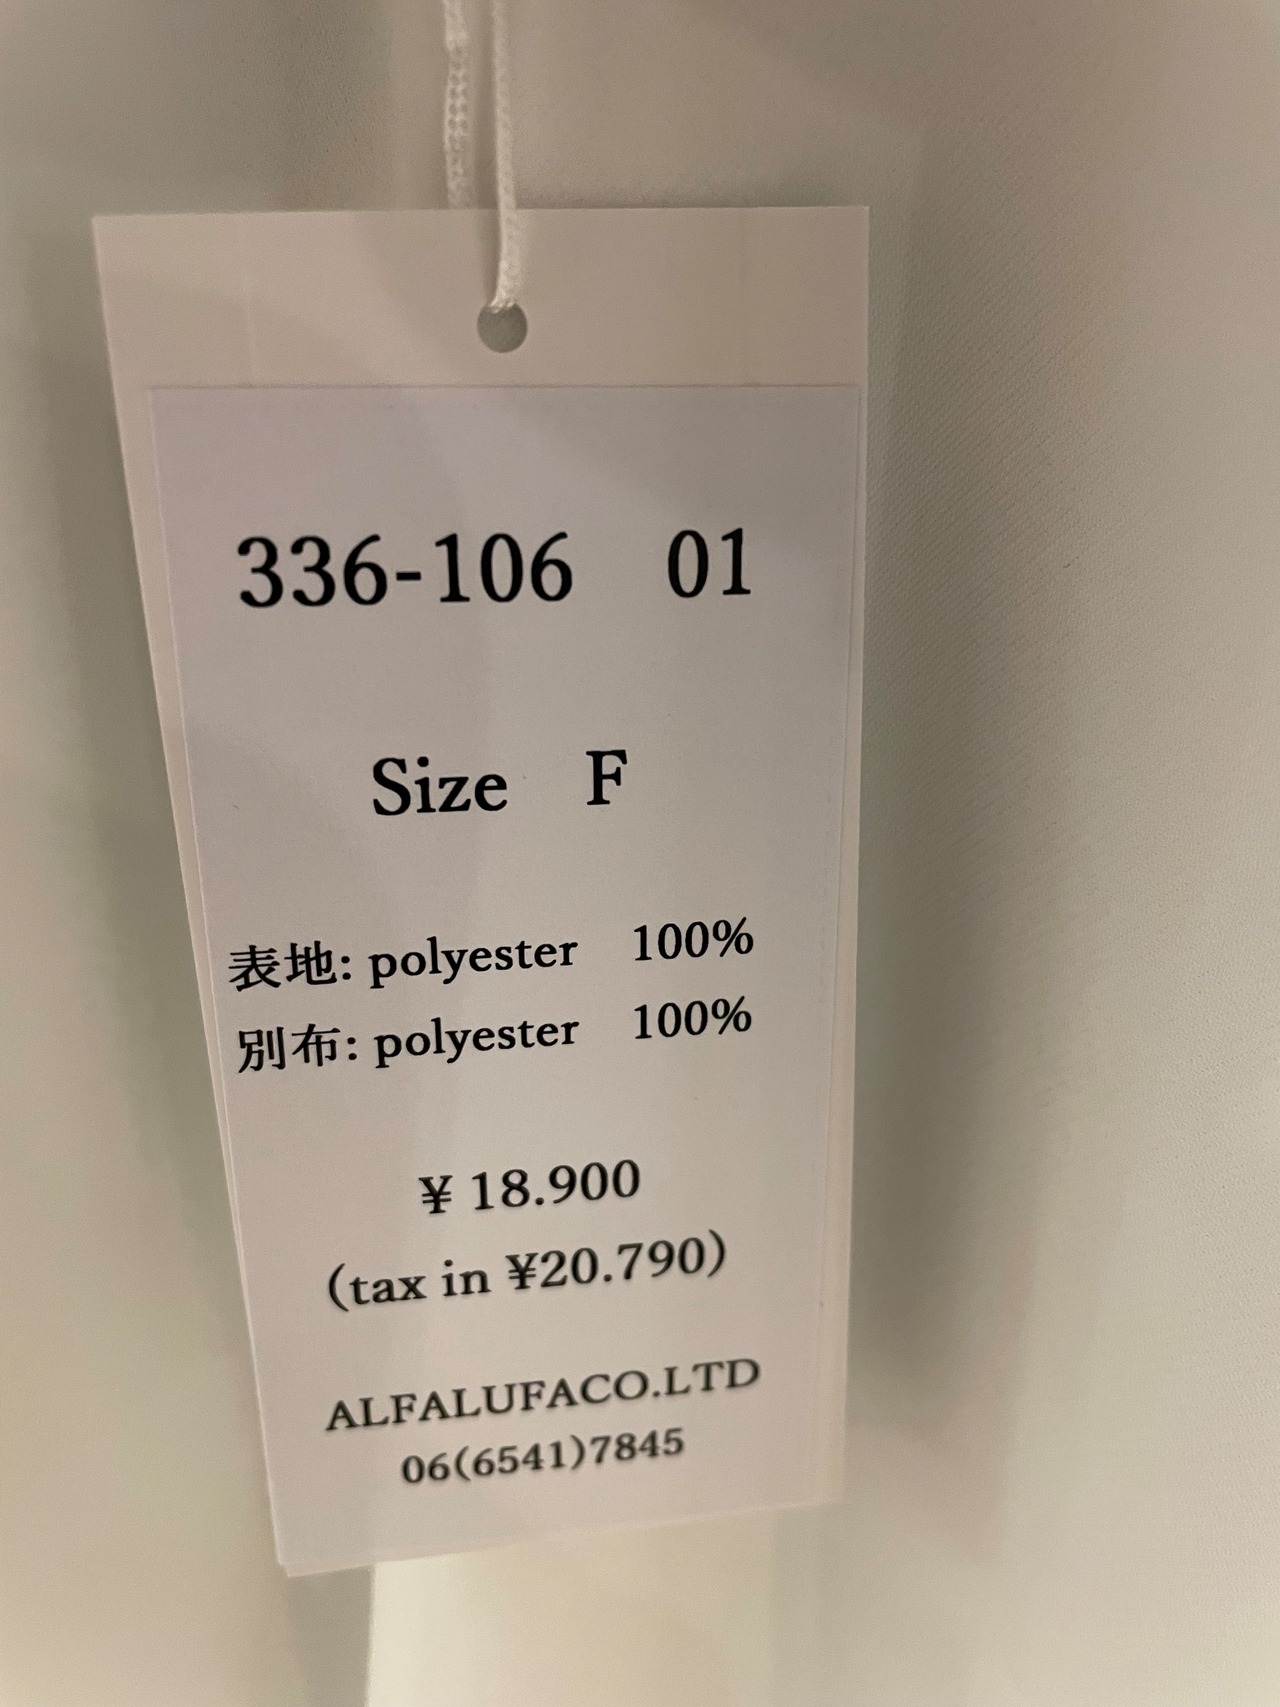 336-106 01
Size F
表地: polyester 100%
別布: polyester 100%
¥ 18.900
(tax in ¥20.790)
ALFALUFACO.LTD
06(6541)7845